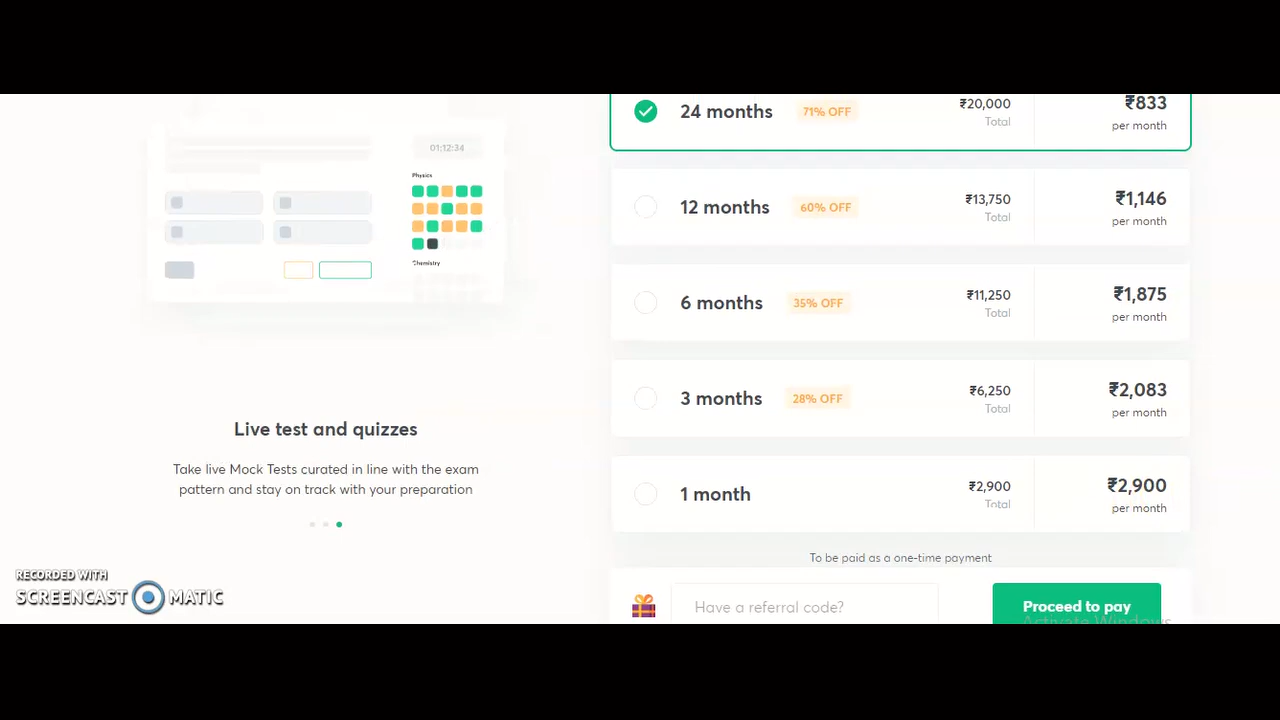 01:12:34
Physics
Chemistry
Live test and quizzes
Take live Mock Tests curated in line with the exam
pattern and stay on track with your preparation
24 months 71% OFF ₹20,000 Total ₹833 per month
12 months 60% OFF ₹13,750 Total ₹1,146 per month
6 months 35% OFF ₹11,250 Total ₹1,875 per month
3 months 28% OFF ₹6,250 Total ₹2,083 per month
1 month ₹2,900 Total ₹2,900 per month
To be paid as a one-time payment
Have a referral code?
Proceed to pay
Activate Windows
RECORDED WITH
SCREENCAST MATIC